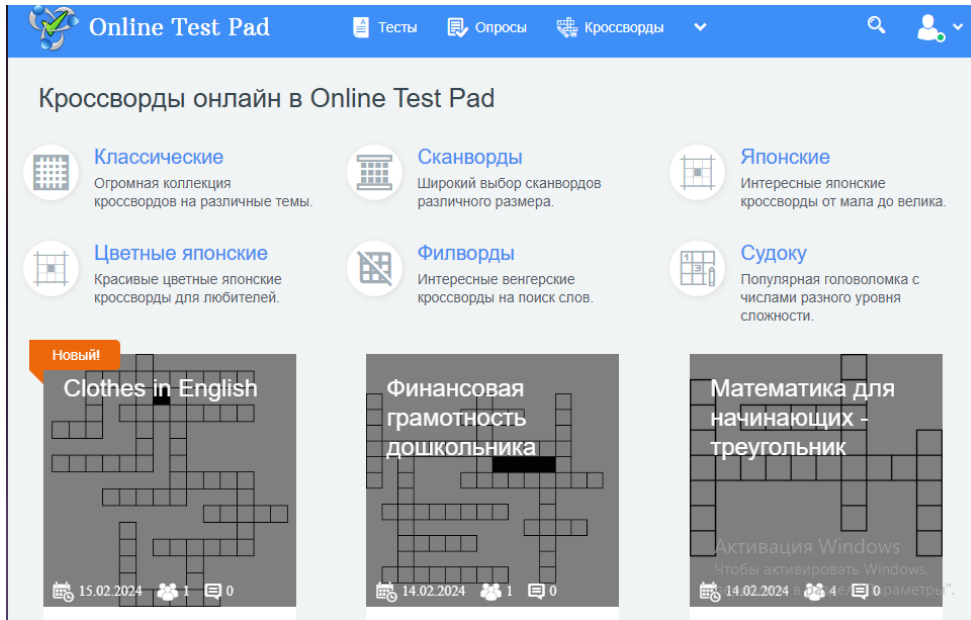 Online Test Pad
Тесты
Опросы
Кроссворды
Кроссворды онлайн в Online Test Pad
Классические
Огромная коллекция
кроссвордов на различные темы.
Сканворды
Широкий выбор сканвордов
различного размера.
Японские
Интересные японские
кроссворды от мала до велика.
Цветные японские
Красивые цветные японские
кроссворды для любителей.
Филворды
Интересные венгерские
кроссворды на поиск слов.
Судоку
Популярная головоломка с
числами разного уровня
сложности.
Новый!
Clothes in English
15.02.2024 1 0
Финансовая
грамотность
дошкольника
14.02.2024 1 0
Математика для
начинающих -
треугольник
14.02.2024 4 0
Активация Windows
Чтобы активировать Windows,
в раздел "Параметры".